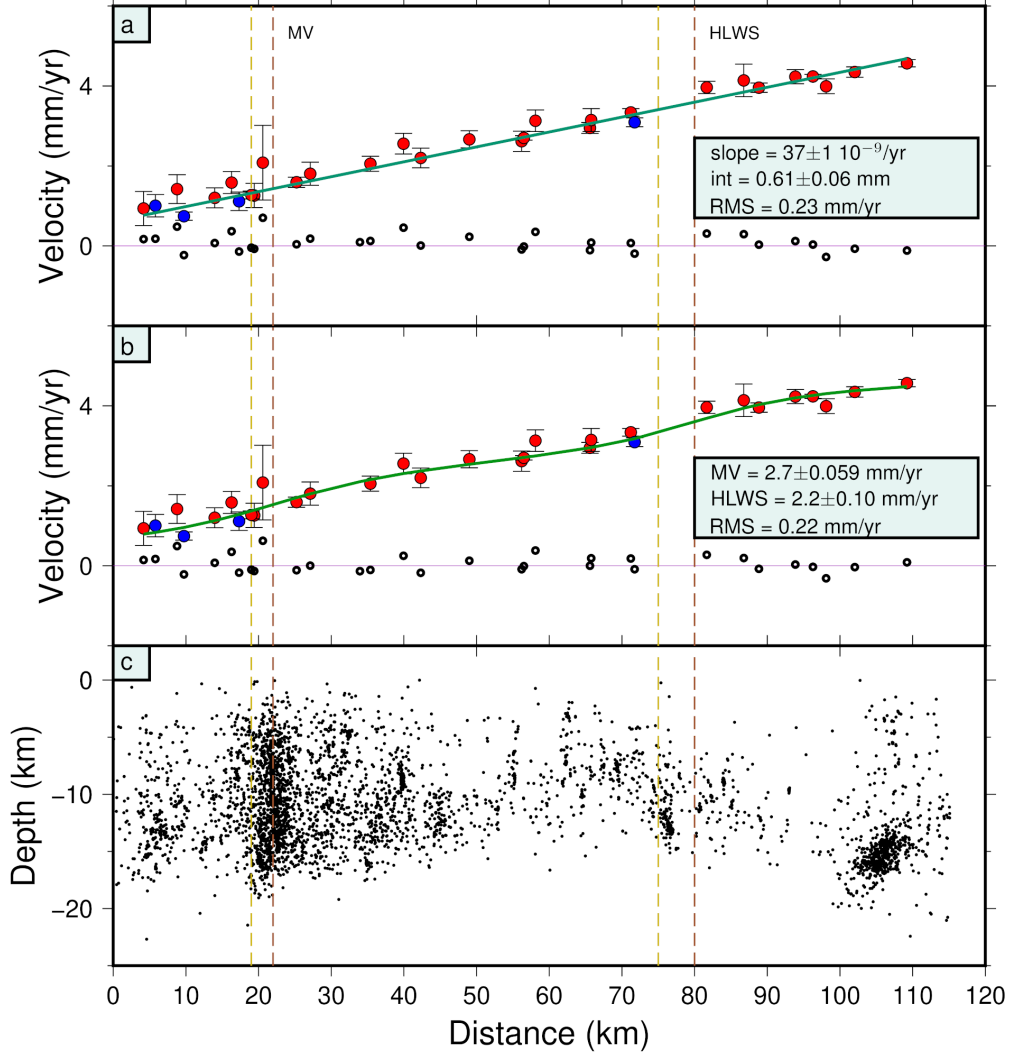 a
MV
HLWS
4
0
Velocity (mm/yr)
slope = 37±1 10⁻⁹/yr
int = 0.61±0.06 mm
RMS = 0.23 mm/yr
b
4
0
Velocity (mm/yr)
MV = 2.7±0.059 mm/yr
HLWS = 2.2±0.10 mm/yr
RMS = 0.22 mm/yr
c
0
−10
−20
Depth (km)
0 10 20 30 40 50 60 70 80 90 100 110 120
Distance (km)